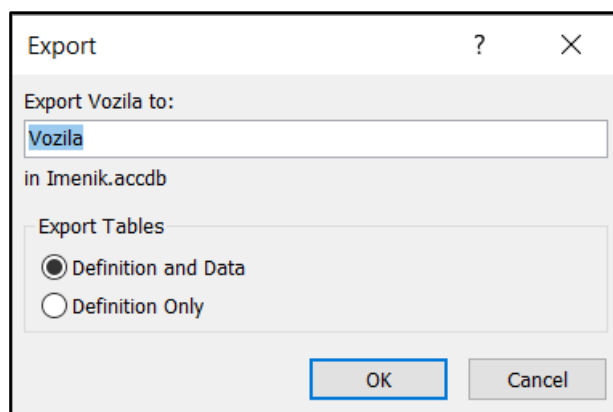 Export ? ✕
Export Vozila to:
Vozila
in Imenik.accdb
Export Tables
Definition and Data
Definition Only
OK Cancel